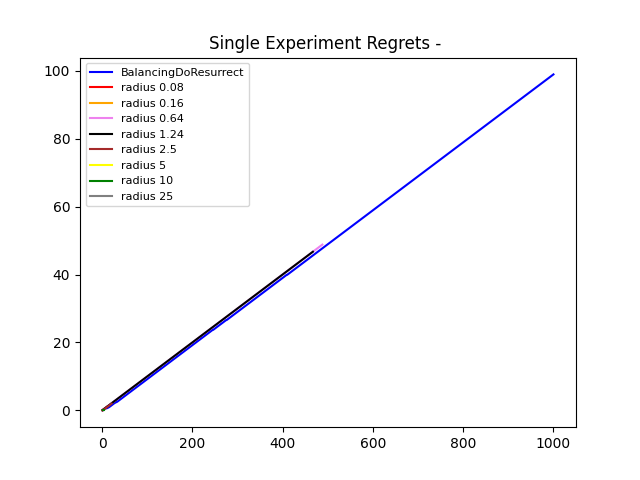 Single Experiment Regrets -
BalancingDoResurrect
radius 0.08
radius 0.16
radius 0.64
radius 1.24
radius 2.5
radius 5
radius 10
radius 25
100
80
60
40
20
0
0 200 400 600 800 1000